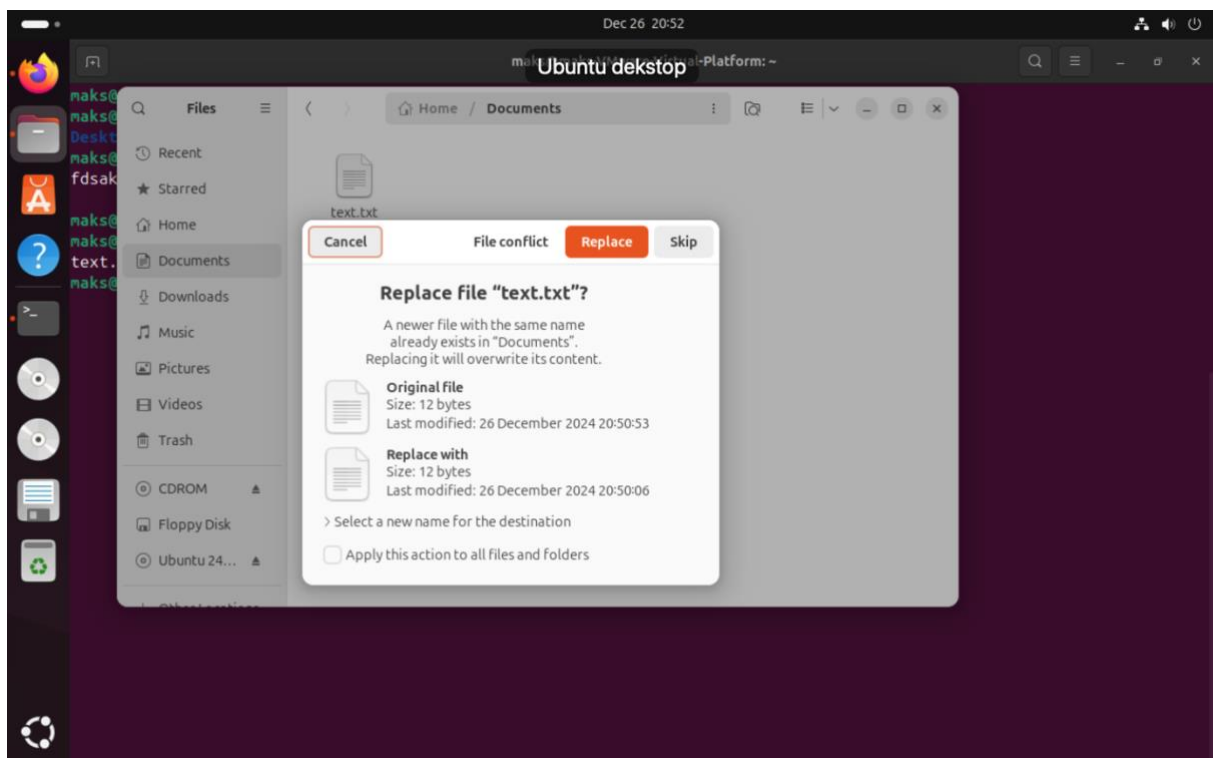 Dec 26 20:52
Ubuntu dekstop
-Platform: ~
maks@
maks@
Deskt
maks@
fdsak
maks@
maks@
text.
maks@
Files
Home / Documents
Recent
Starred
Home
Documents
Downloads
Music
Pictures
Videos
Trash
CDROM
Floppy Disk
Ubuntu 24...
text.txt
Cancel
File conflict
Replace
Skip
Replace file “text.txt”?
A newer file with the same name
already exists in “Documents”.
Replacing it will overwrite its content.
Original file
Size: 12 bytes
Last modified: 26 December 2024 20:50:53
Replace with
Size: 12 bytes
Last modified: 26 December 2024 20:50:06
Select a new name for the destination
Apply this action to all files and folders